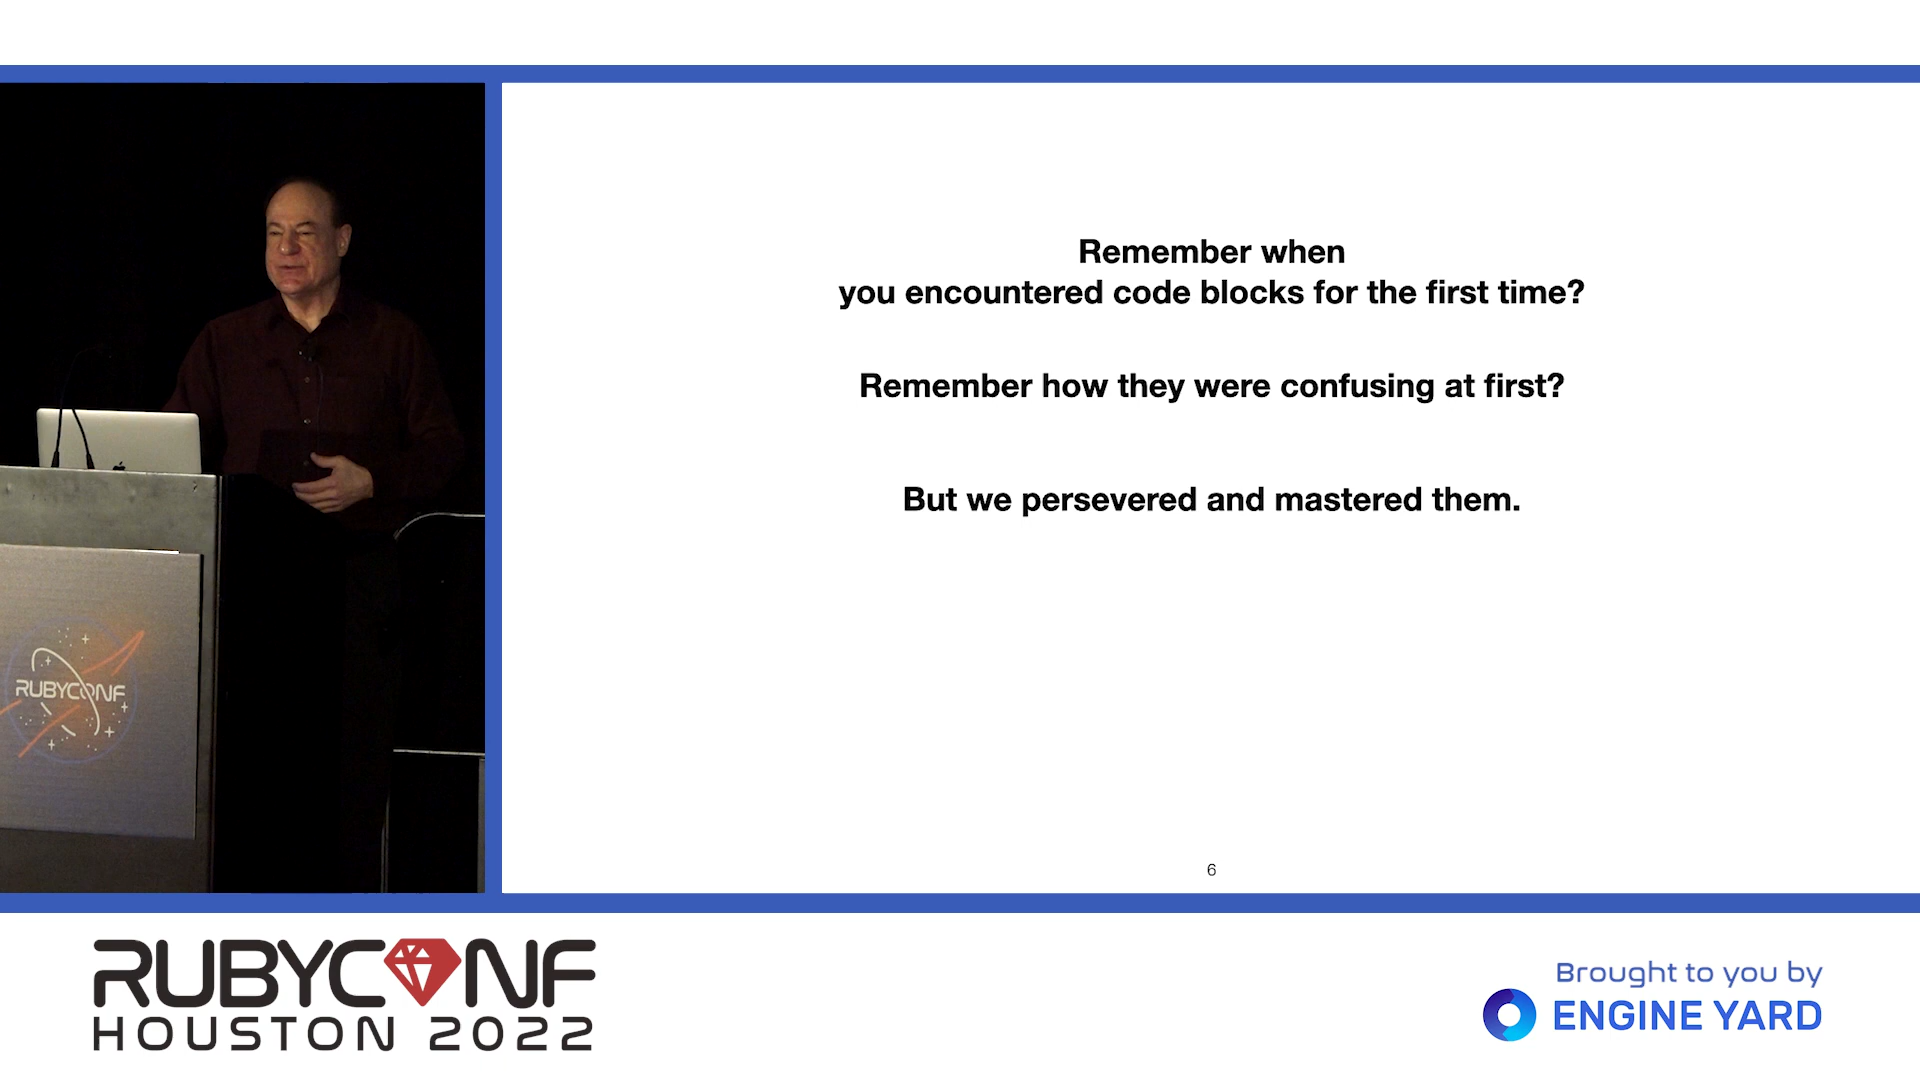 Remember when
you encountered code blocks for the first time?
Remember how they were confusing at first?
But we persevered and mastered them.
6
RUBYCONF
RUBYCONF
HOUSTON 2022
Brought to you by
ENGINE YARD